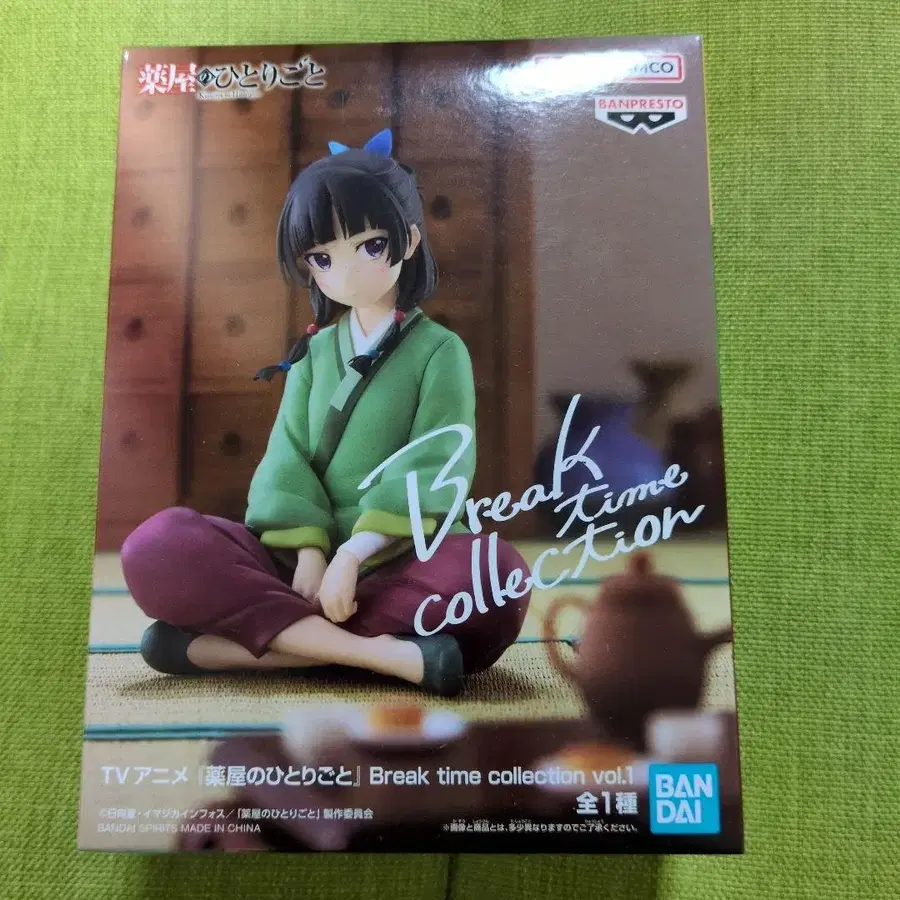 薬屋のひとりごと
MCO
BANPRESTO
Break
time
collection
TVアニメ『薬屋のひとりごと』Break time collection vol.1
全1種
©日向夏・イマジカインフォス/「薬屋のひとりごと」製作委員会
BANDAI SPIRITS MADE IN CHINA
※画像と商品とは、多少異なりますのでご了承ください。
BAN
DAI